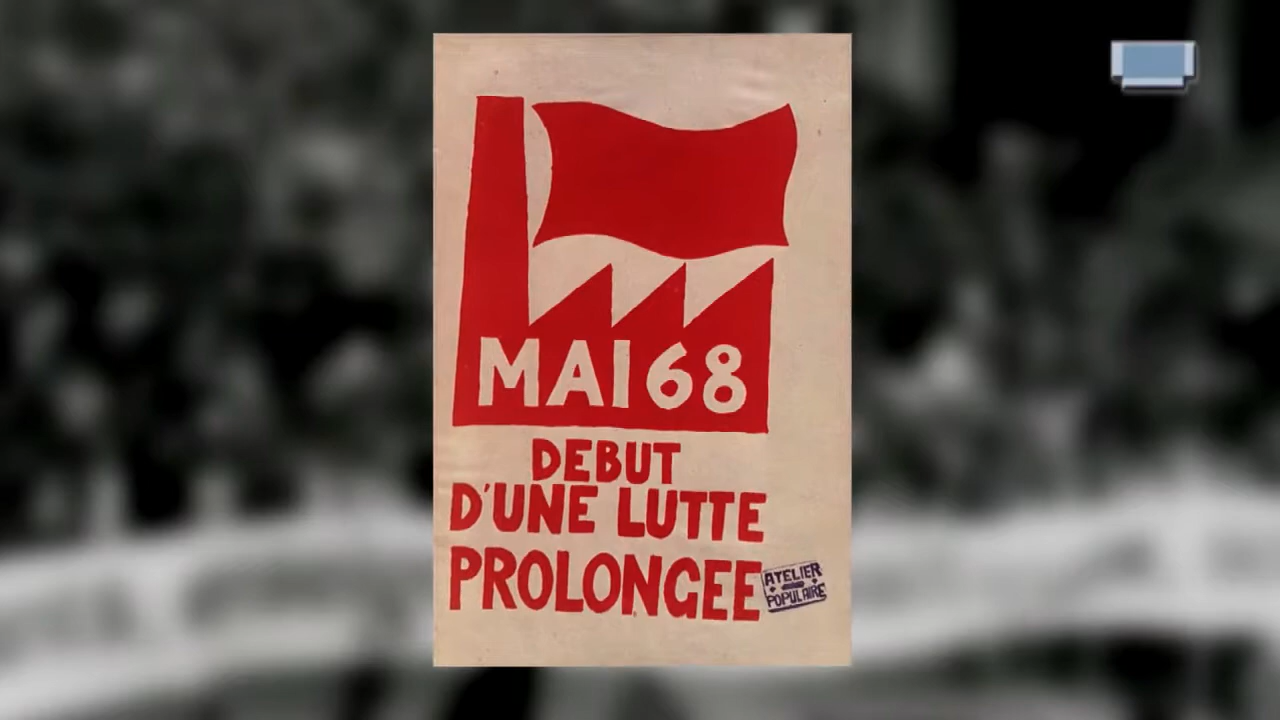 MAI 68
DEBUT
D'UNE LUTTE
PROLONGEE
ATELIER
POPULAIRE